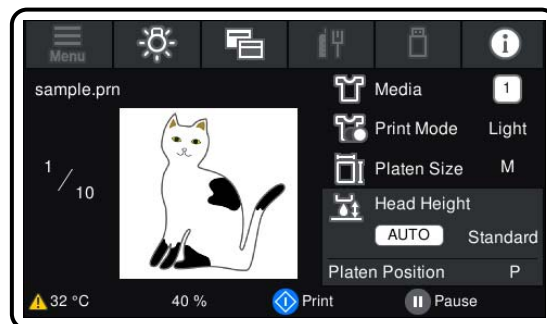 Menu
sample.prn
Media 1
Print Mode Light
1/10
Platen Size M
Head Height
AUTO Standard
Platen Position P
32 °C 40 % Print Pause